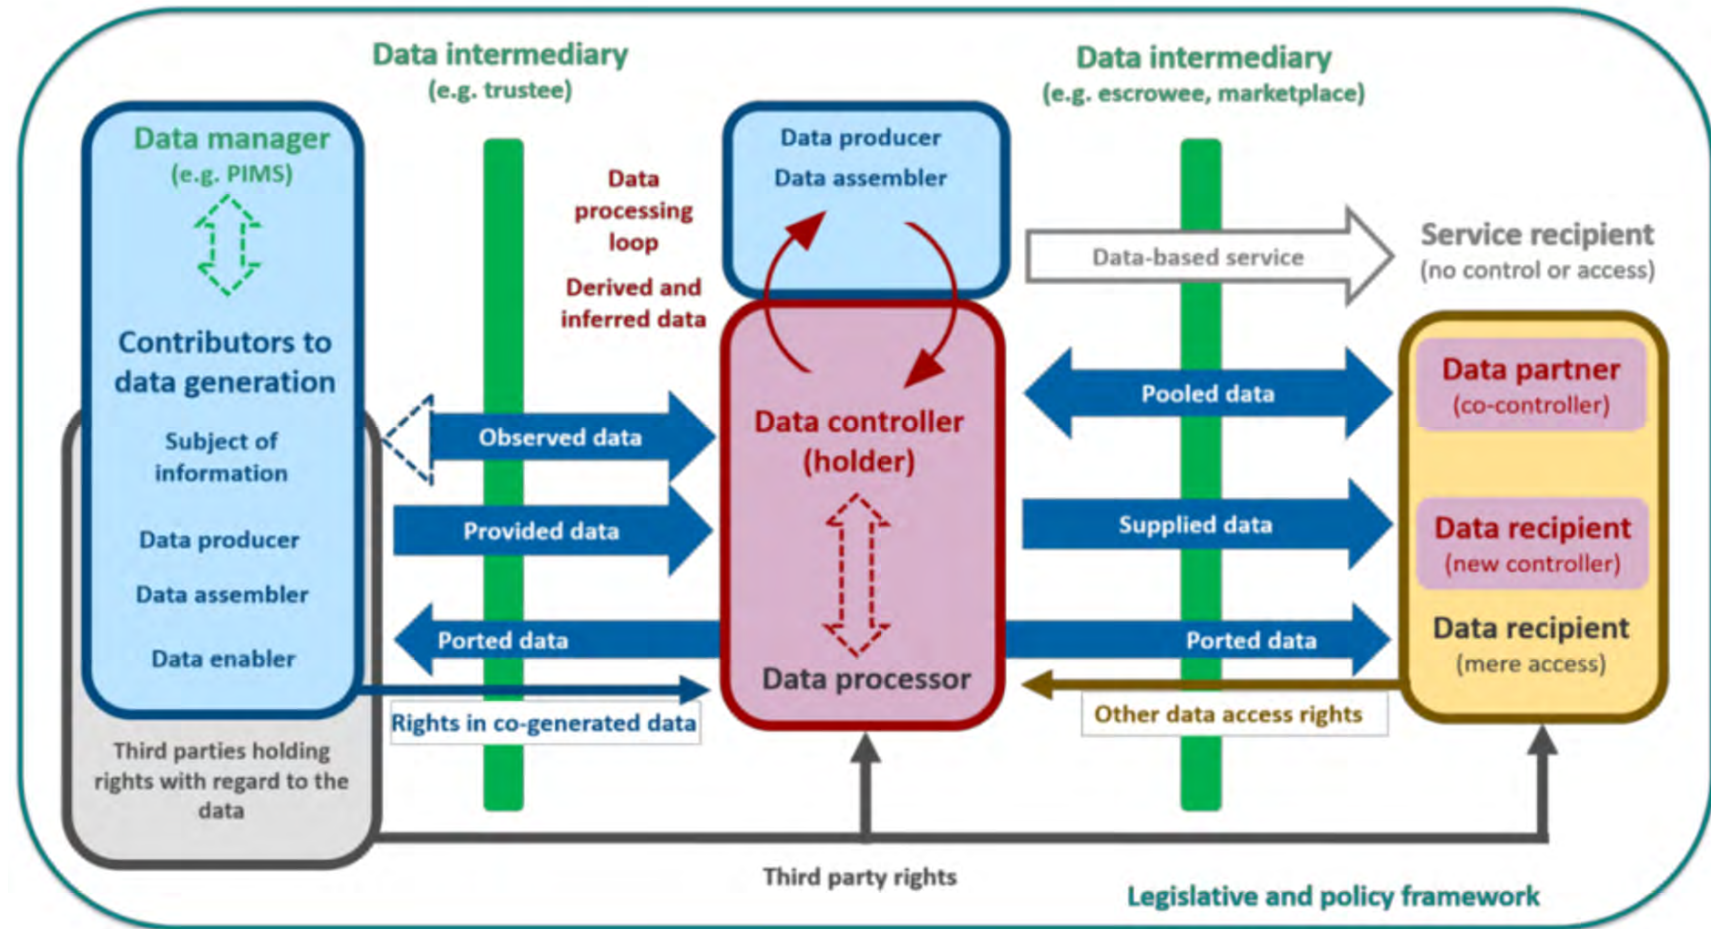 Data intermediary
(e.g. trustee)
Data intermediary
(e.g. escrowee, marketplace)
Data manager
(e.g. PIMS)
Contributors to
data generation
Subject of
information
Data producer
Data assembler
Data enabler
Third parties holding
rights with regard to the
data
Data
processing
loop
Derived and
inferred data
Observed data
Provided data
Ported data
Rights in co-generated data
Data producer
Data assembler
Data controller
(holder)
Data processor
Data-based service
Pooled data
Supplied data
Ported data
Other data access rights
Service recipient
(no control or access)
Data partner
(co-controller)
Data recipient
(new controller)
Data recipient
(mere access)
Third party rights
Legislative and policy framework